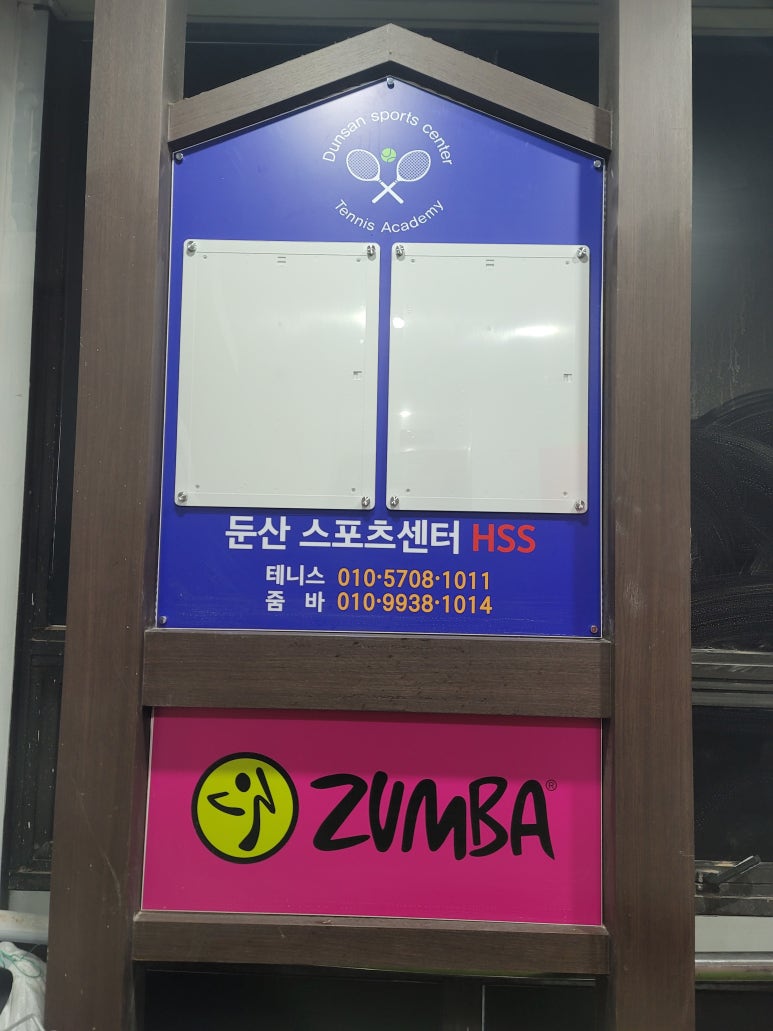 Dunsan sports center
Tennis Academy
둔산 스포츠센터 HSS
테니스 010·5708·1011
줌 바 010·9938·1014
ZUMBA®